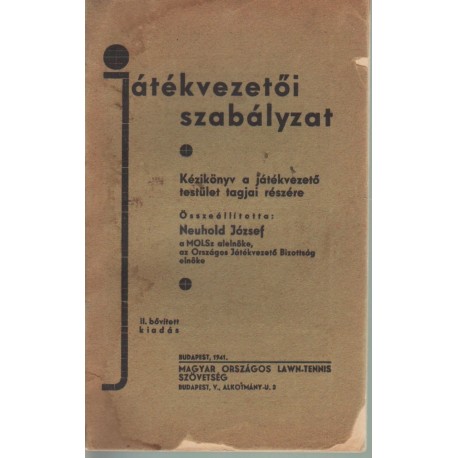 játékvezetői
szabályzat
Kézikönyv a játékvezető
testület tagjai részére
Összeállította:
Neuhold József
a MOLSz alelnöke,
az Országos Játékvezető Bizottság
elnöke
II. bővített
kiadás
BUDAPEST, 1941.
MAGYAR ORSZÁGOS LAWN-TENNIS
SZÖVETSÉG
BUDAPEST, V., ALKOTMÁNY-U. 3